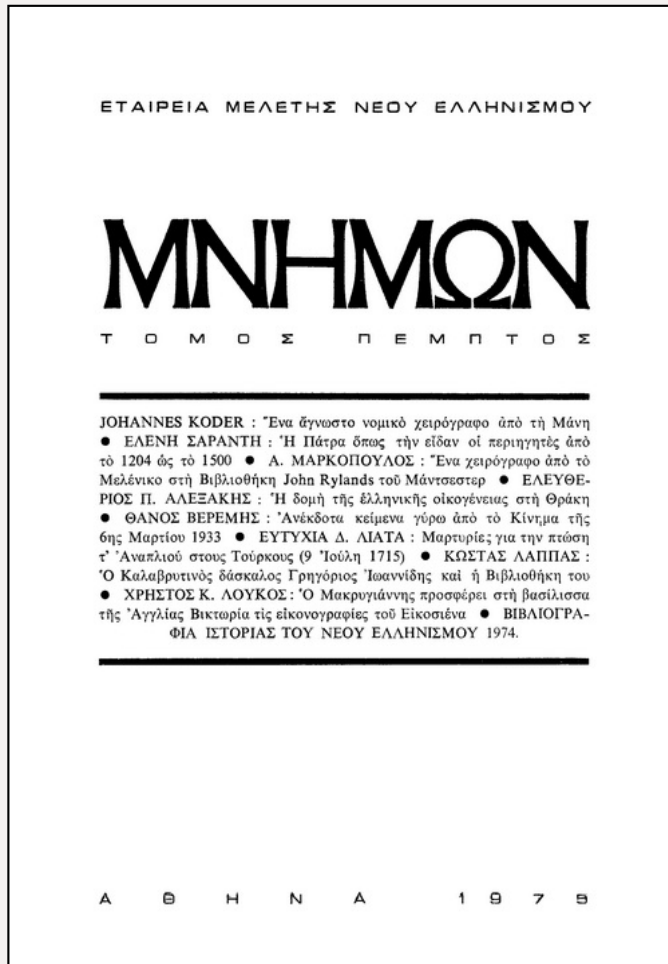 ΕΤΑΙΡΕΙΑ ΜΕΛΕΤΗΣ ΝΕΟΥ ΕΛΛΗΝΙΣΜΟΥ
ΜΝΗΜΩΝ
ΤΟΜΟΣ ΠΕΜΠΤΟΣ
JOHANNES KODER : Ἕνα ἄγνωστο νομικὸ χειρόγραφο ἀπὸ τὴ Μάνη
● ΕΛΕΝΗ ΣΑΡΑΝΤΗ : Ἡ Πάτρα ὅπως τὴν εἶδαν οἱ περιηγητὲς ἀπὸ
τὸ 1204 ὡς τὸ 1500 ● Α. ΜΑΡΚΟΠΟΥΛΟΣ : Ἕνα χειρόγραφο ἀπὸ τὸ
Μελένικο στὴ Βιβλιοθήκη John Rylands τοῦ Μάντσεστερ ● ΕΛΕΥΘΕ-
ΡΙΟΣ Π. ΑΛΕΞΑΚΗΣ : Ἡ δομὴ τῆς ἑλληνικῆς οἰκογένειας στὴ Θράκη
● ΘΑΝΟΣ ΒΕΡΕΜΗΣ : Ἀνέκδοτα κείμενα γύρω ἀπὸ τὸ Κίνημα τῆς
6ης Μαρτίου 1933 ● ΕΥΤΥΧΙΑ Δ. ΛΙΑΤΑ : Μαρτυρίες για την πτώση
τ' Ἀναπλιοῦ στους Τούρκους (9 Ἰούλη 1715) ● ΚΩΣΤΑΣ ΛΑΠΠΑΣ :
Ὁ Καλαβρυτινὸς δάσκαλος Γρηγόριος Ἰωαννίδης καὶ ἡ Βιβλιοθήκη του
● ΧΡΗΣΤΟΣ Κ. ΛΟΥΚΟΣ : Ὁ Μακρυγιάννης προσφέρει στὴ βασίλισσα
τῆς Ἀγγλίας Βικτωρία τὶς εἰκονογραφίες τοῦ Εἰκοσιένα ● ΒΙΒΛΙΟΓΡΑ-
ΦΙΑ ΙΣΤΟΡΙΑΣ ΤΟΥ ΝΕΟΥ ΕΛΛΗΝΙΣΜΟΥ 1974.
ΑΘΗΝΑ 1975